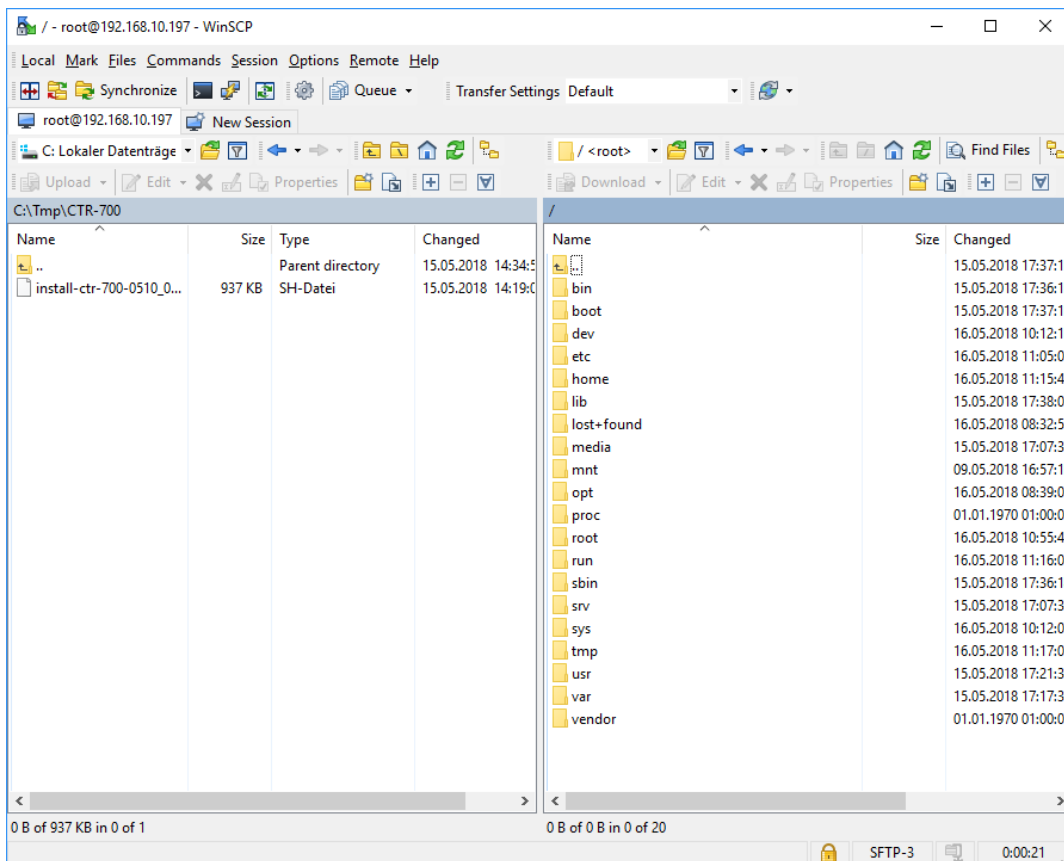 / - root@192.168.10.197 - WinSCP
Local Mark Files Commands Session Options Remote Help
Synchronize Queue Transfer Settings Default
root@192.168.10.197 New Session
C: Lokaler Datenträge / <root> Find Files
Upload Edit Properties Download Edit Properties
C:\Tmp\CTR-700 /
Name Size Type Changed Name Size Changed
.. Parent directory 15.05.2018 14:34:5 .. 15.05.2018 17:37:1
install-ctr-700-0510_0... 937 KB SH-Datei 15.05.2018 14:19:0 bin 15.05.2018 17:36:1
boot 15.05.2018 17:37:1
dev 16.05.2018 10:12:1
etc 16.05.2018 11:05:0
home 16.05.2018 11:15:4
lib 15.05.2018 17:38:0
lost+found 16.05.2018 08:32:5
media 15.05.2018 17:07:3
mnt 09.05.2018 16:57:1
opt 16.05.2018 08:39:0
proc 01.01.1970 01:00:0
root 16.05.2018 10:55:4
run 16.05.2018 11:16:0
sbin 15.05.2018 17:36:1
srv 15.05.2018 17:07:3
sys 16.05.2018 10:12:0
tmp 16.05.2018 11:17:0
usr 15.05.2018 17:21:3
var 15.05.2018 17:17:3
vendor 01.01.1970 01:00:0
0 B of 937 KB in 0 of 1 0 B of 0 B in 0 of 20
SFTP-3 0:00:21